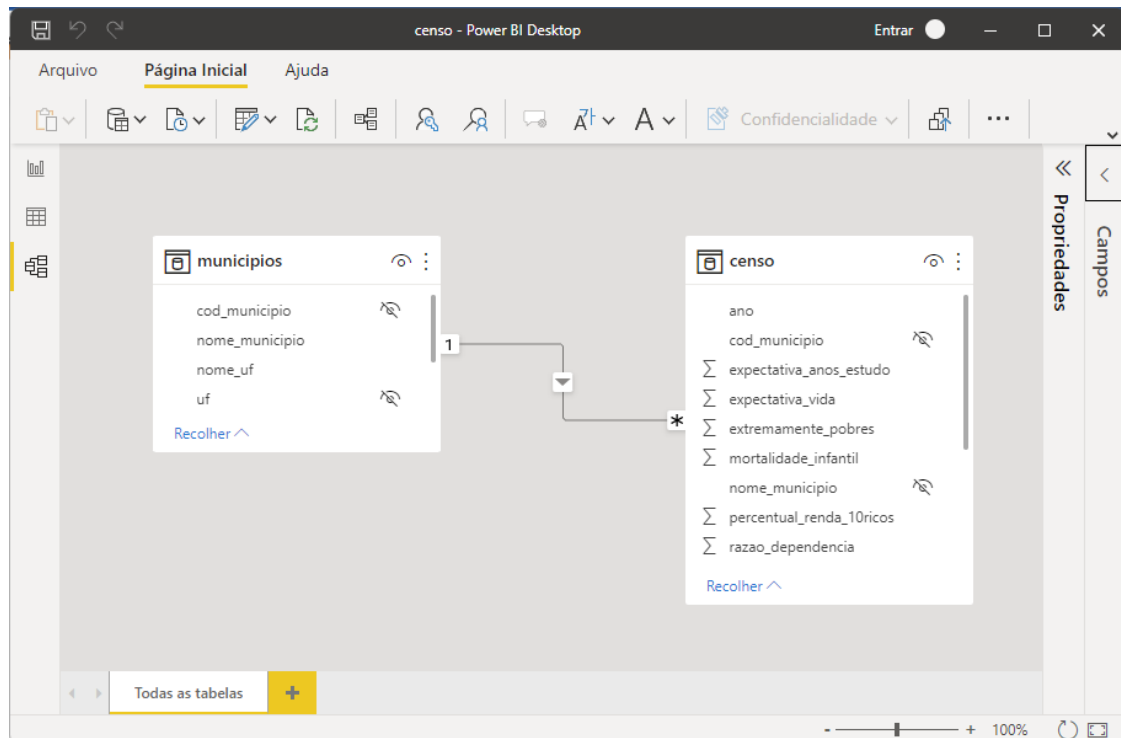 censo - Power BI Desktop
Entrar
Arquivo
Página Inicial
Ajuda
Confidencialidade
municipios
cod_municipio
nome_municipio
nome_uf
uf
Recolher
1
*
censo
ano
cod_municipio
expectativa_anos_estudo
expectativa_vida
extremamente_pobres
mortalidade_infantil
nome_municipio
percentual_renda_10ricos
razao_dependencia
Recolher
Propriedades
Campos
Todas as tabelas
100%